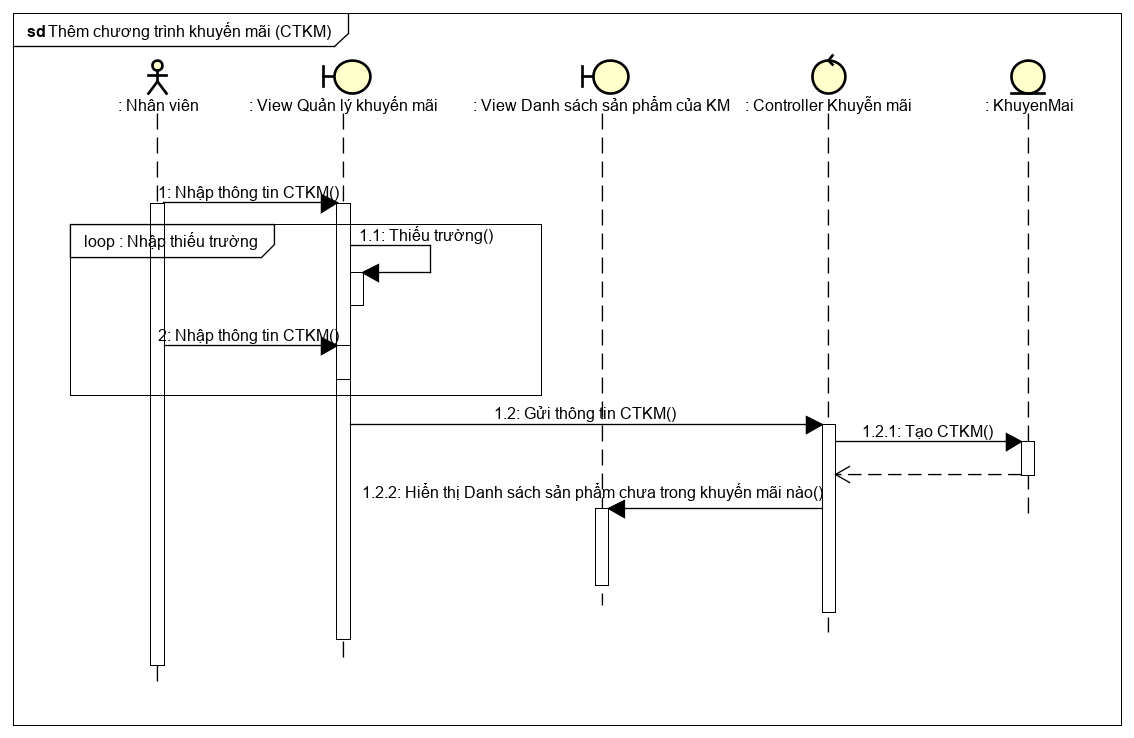 sd Thêm chương trình khuyến mãi (CTKM)
: Nhân viên
: View Quản lý khuyến mãi
: View Danh sách sản phẩm của KM
: Controller Khuyễn mãi
: KhuyenMai
1: Nhập thông tin CTKM()
loop : Nhập thiếu trường
1.1: Thiếu trường()
2: Nhập thông tin CTKM()
1.2: Gửi thông tin CTKM()
1.2.1: Tạo CTKM()
1.2.2: Hiển thị Danh sách sản phẩm chưa trong khuyến mãi nào()